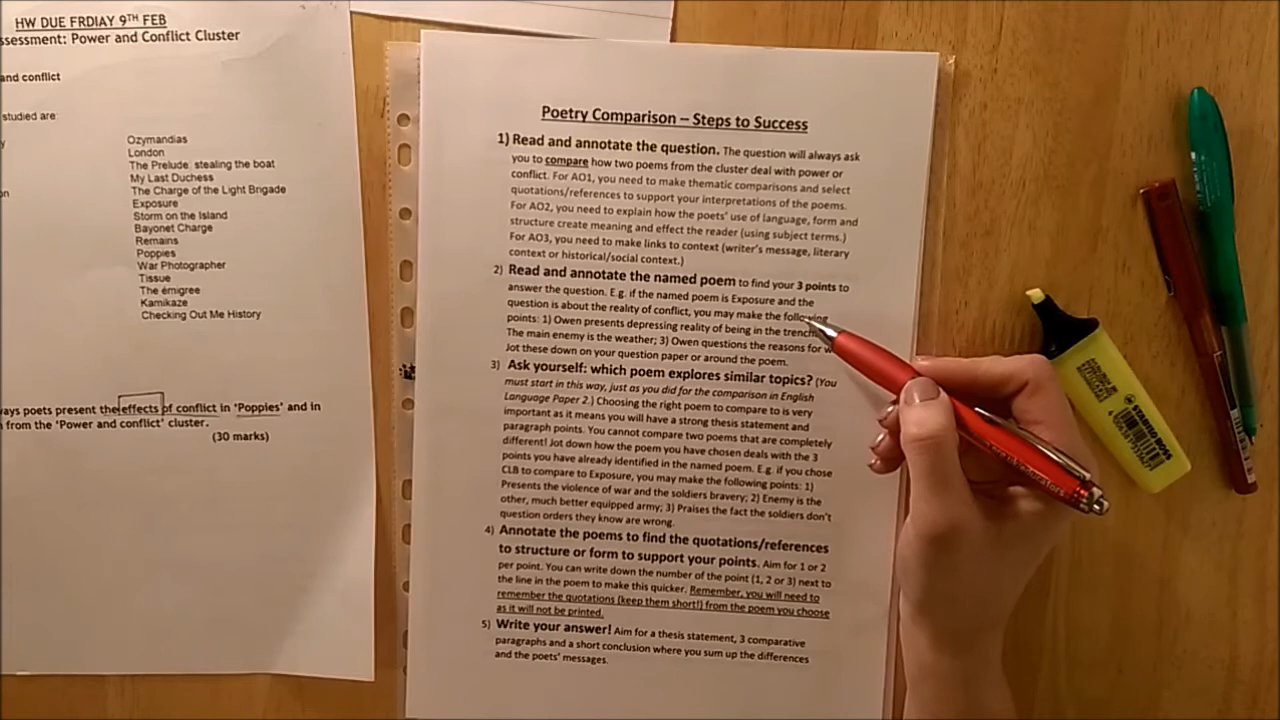 HW DUE FRDIAY 9TH FEB
ssessment: Power and Conflict Cluster
and conflict
studied are:
Ozymandias
London
The Prelude: stealing the boat
My Last Duchess
The Charge of the Light Brigade
Exposure
Storm on the Island
Bayonet Charge
Remains
Poppies
War Photographer
Tissue
The émigree
Kamikaze
Checking Out Me History
ays poets present the effects of conflict in 'Poppies' and in
from the 'Power and conflict' cluster.
(30 marks)
Poetry Comparison – Steps to Success
1) Read and annotate the question. The question will always ask
you to compare how two poems from the cluster deal with power or
conflict. For AO1, you need to make thematic comparisons and select
quotations/references to support your interpretations of the poems.
For AO2, you need to explain how the poets' use of language, form and
structure create meaning and effect the reader (using subject terms.)
For AO3, you need to make links to context (writer's message, literary
context or historical/social context.)
2) Read and annotate the named poem to find your 3 points to
answer the question. E.g. if the named poem is Exposure and the
question is about the reality of conflict, you may make the following
points: 1) Owen presents depressing reality of being in the trench
The main enemy is the weather; 3) Owen questions the reasons for w
Jot these down on your question paper or around the poem.
3) Ask yourself: which poem explores similar topics? (You
must start in this way, just as you did for the comparison in English
Language Paper 2.) Choosing the right poem to compare to is very
important as it means you will have a strong thesis statement and
paragraph points. You cannot compare two poems that are completely
different! Jot down how the poem you have chosen deals with the 3
points you have already identified in the named poem. E.g. if you chose
CLB to compare to Exposure, you may make the following points: 1)
Presents the violence of war and the soldiers bravery; 2) Enemy is the
other, much better equipped army; 3) Praises the fact the soldiers don't
question orders they know are wrong.
4) Annotate the poems to find the quotations/references
to structure or form to support your points. Aim for 1 or 2
per point. You can write down the number of the point (1, 2 or 3) next to
the line in the poem to make this quicker. Remember, you will need to
remember the quotations (keep them short!) from the poem you choose
as it will not be printed.
5) Write your answer! Aim for a thesis statement, 3 comparative
paragraphs and a short conclusion where you sum up the differences
and the poets' messages.
STABILO BOSS